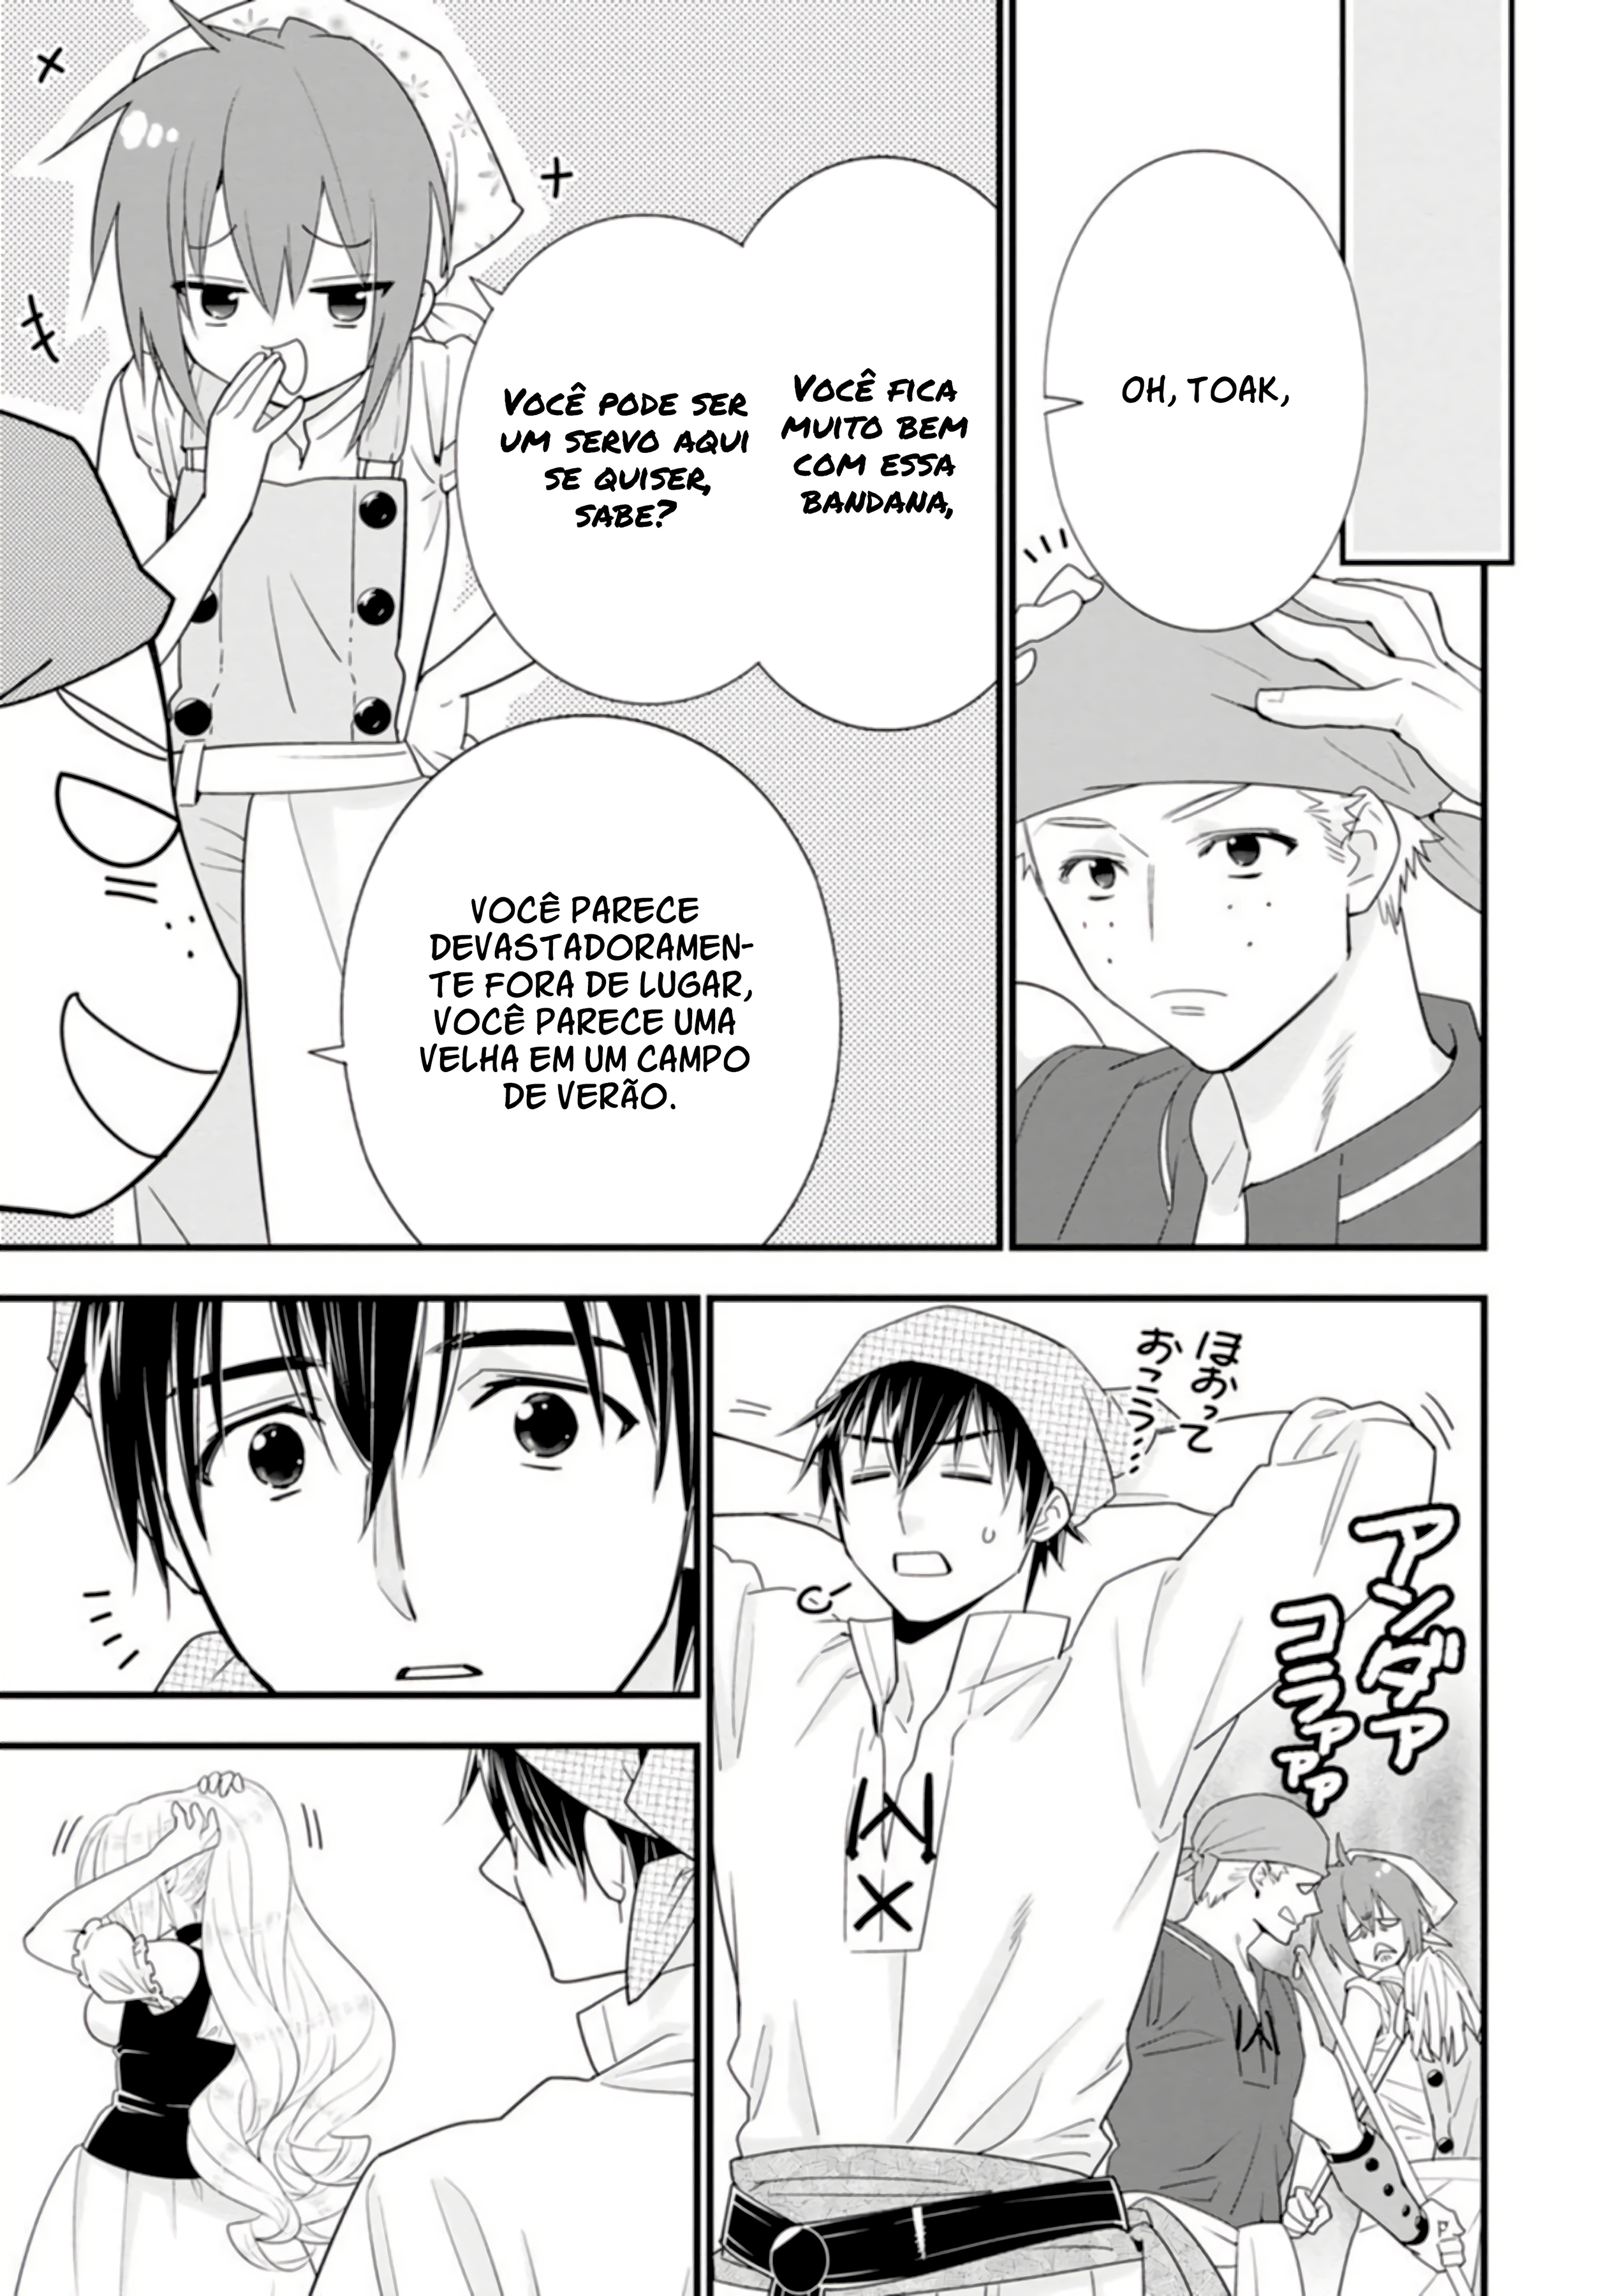 OH, TOAK,
VOCÊ FICA
MUITO BEM
COM ESSA
BANDANA,
VOCÊ PODE SER
UM SERVO AQUI
SE QUISER,
SABE?
VOCÊ PARECE
DEVASTADORAMEN-
TE FORA DE LUGAR,
VOCÊ PARECE UMA
VELHA EM UM CAMPO
DE VERÃO.
ほおって
おこう…
アンダァ
コラァァァ